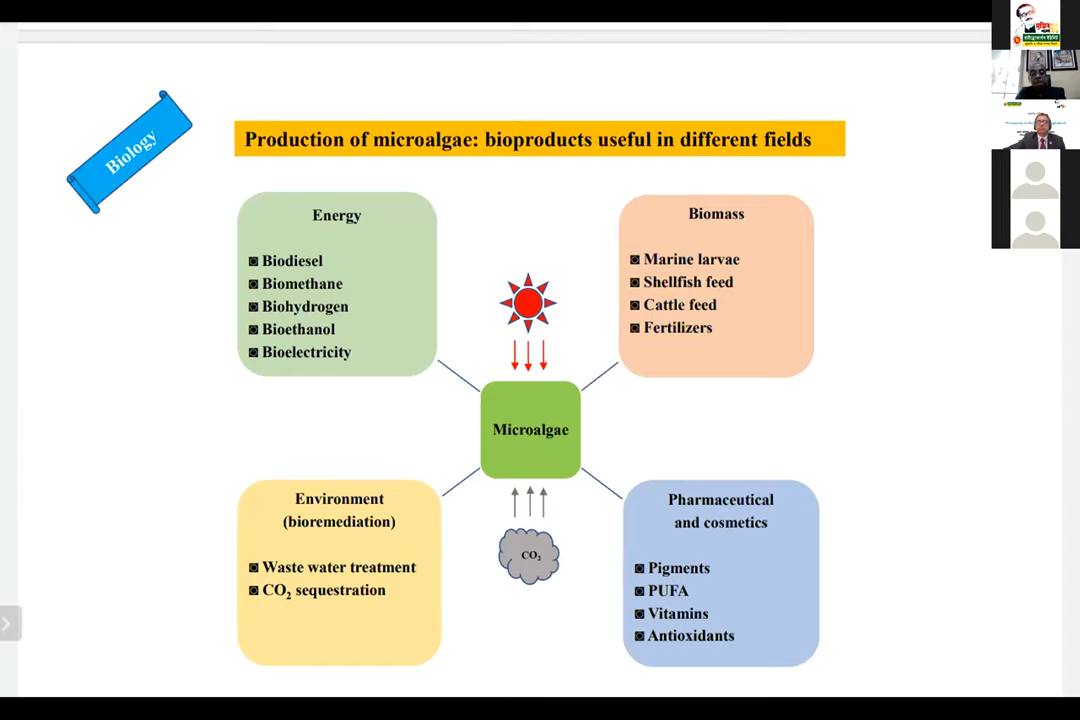 Biology
Production of microalgae: bioproducts useful in different fields
Energy
◙ Biodiesel
◙ Biomethane
◙ Biohydrogen
◙ Bioethanol
◙ Bioelectricity
Biomass
◙ Marine larvae
◙ Shellfish feed
◙ Cattle feed
◙ Fertilizers
Microalgae
CO₂
Environment
(bioremediation)
◙ Waste water treatment
◙ CO₂ sequestration
Pharmaceutical
and cosmetics
◙ Pigments
◙ PUFA
◙ Vitamins
◙ Antioxidants